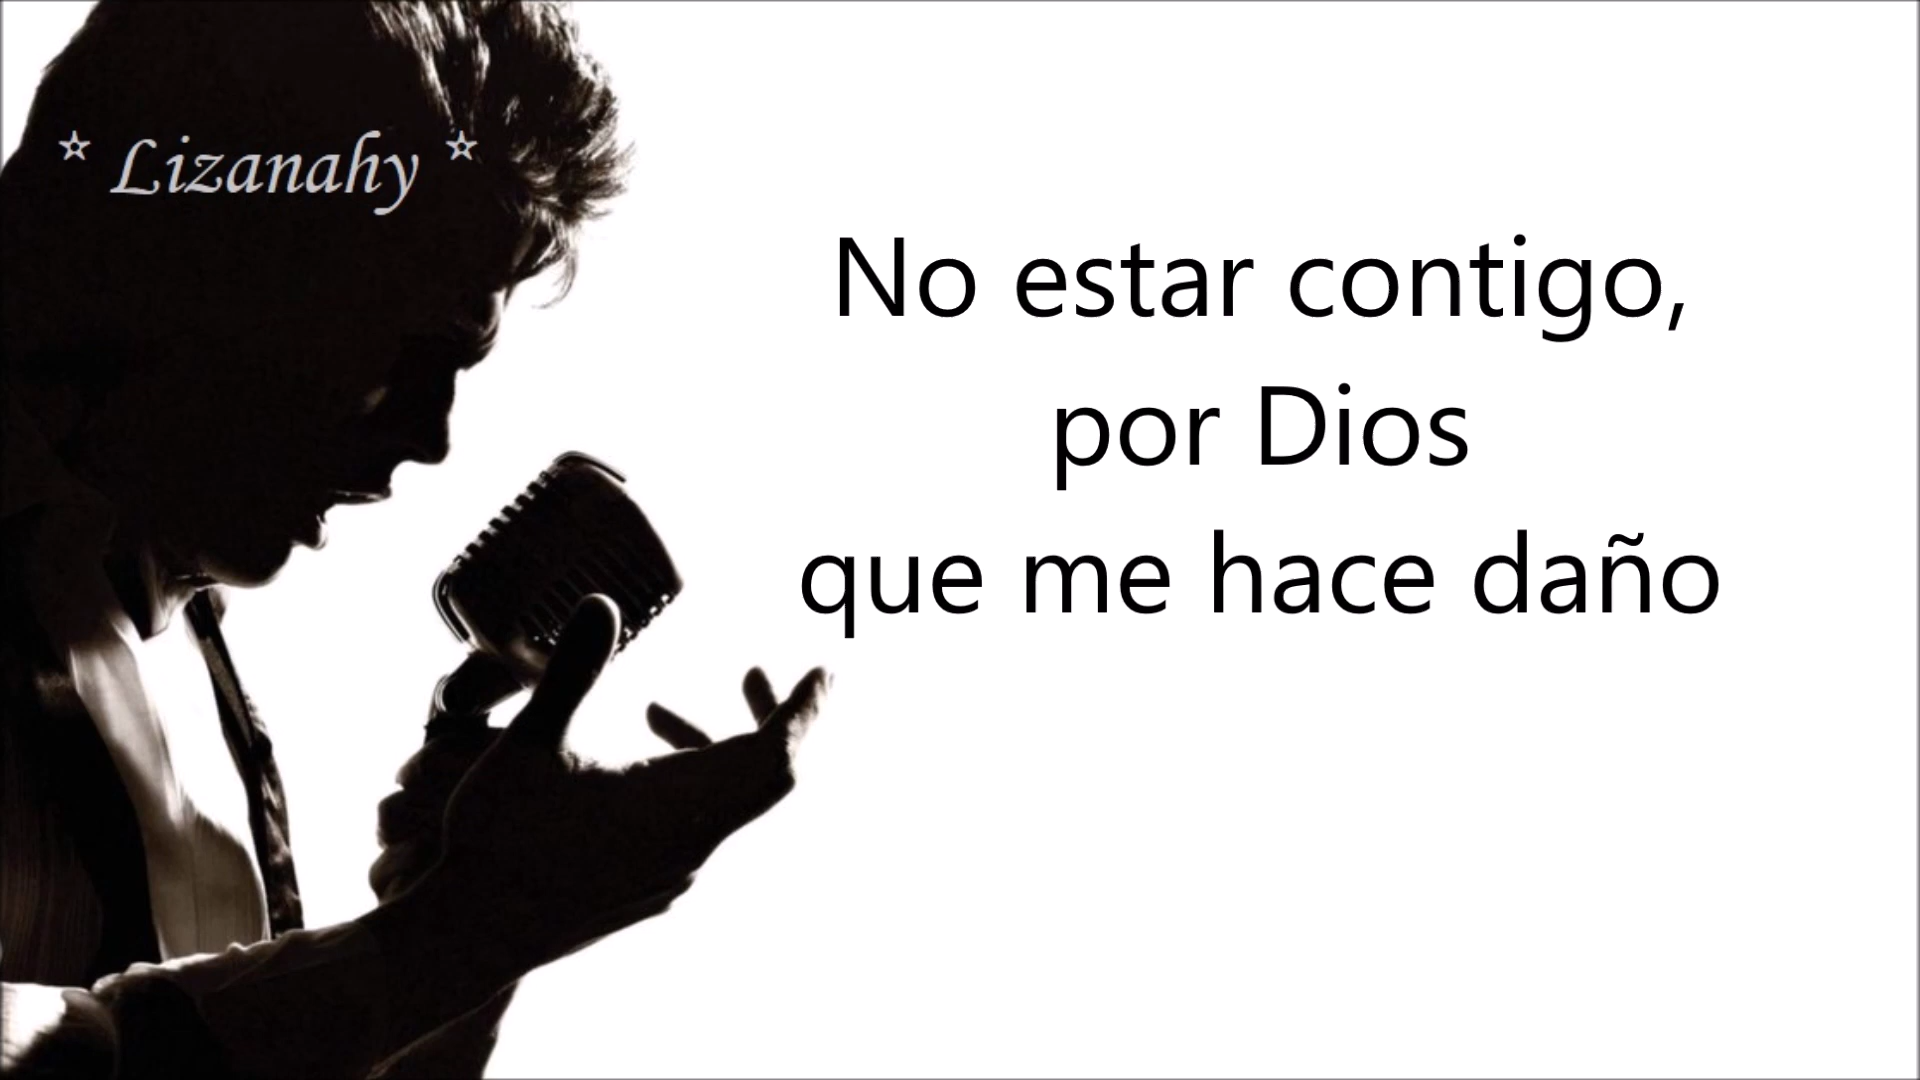 ☆ Lizanahy ☆
No estar contigo,
por Dios
que me hace daño